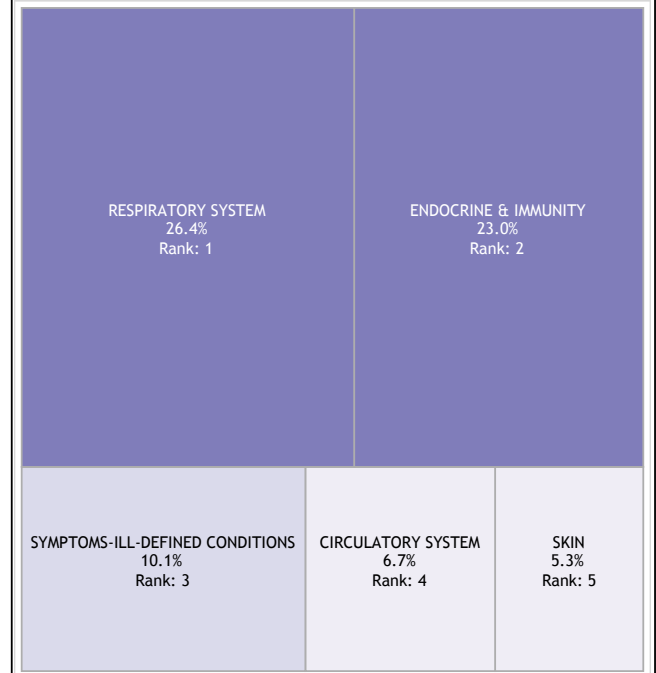 RESPIRATORY SYSTEM
26.4%
Rank: 1
ENDOCRINE & IMMUNITY
23.0%
Rank: 2
SYMPTOMS-ILL-DEFINED CONDITIONS
10.1%
Rank: 3
CIRCULATORY SYSTEM
6.7%
Rank: 4
SKIN
5.3%
Rank: 5